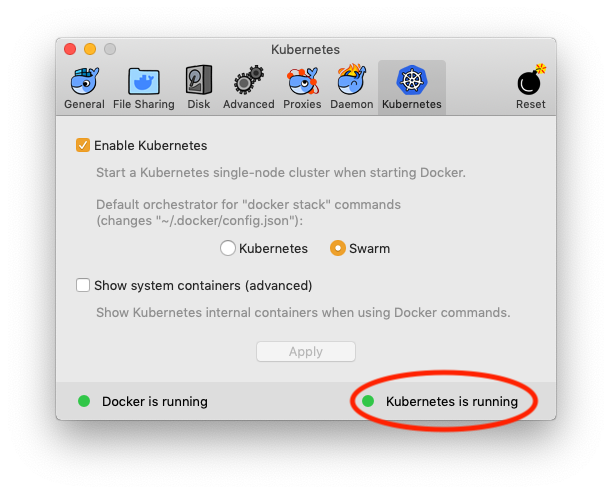 Kubernetes
General File Sharing Disk Advanced Proxies Daemon Kubernetes Reset
Enable Kubernetes
Start a Kubernetes single-node cluster when starting Docker.
Default orchestrator for "docker stack" commands
(changes "~/.docker/config.json"):
Kubernetes Swarm
Show system containers (advanced)
Show Kubernetes internal containers when using Docker commands.
Apply
Docker is running Kubernetes is running